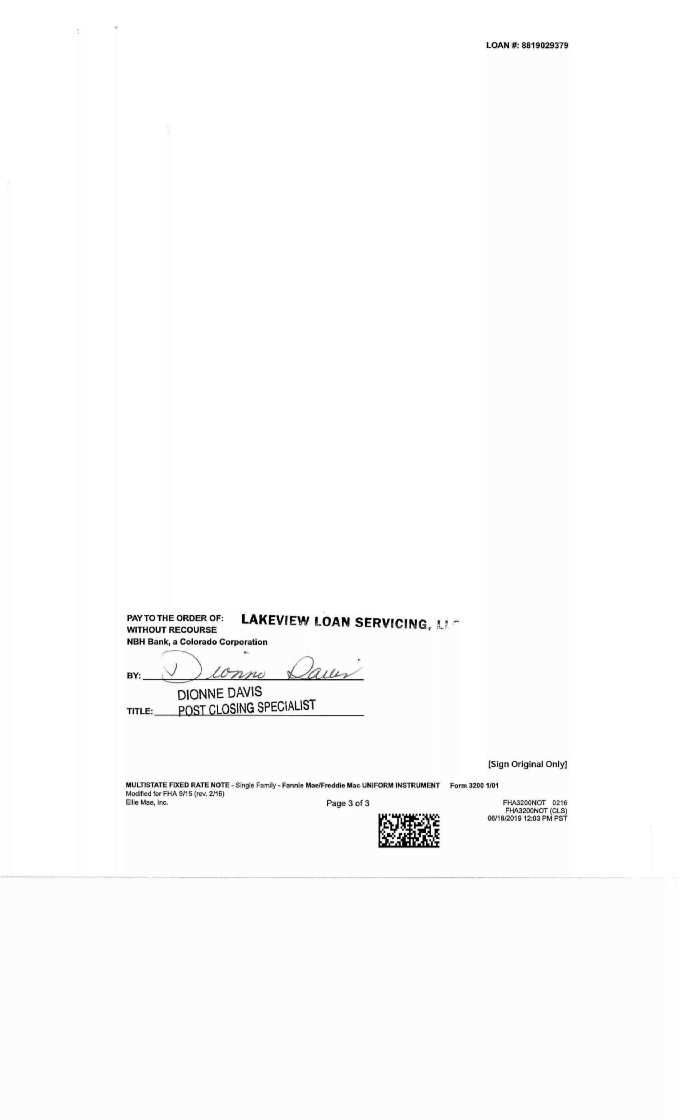 LOAN #: 8819029379
PAY TO THE ORDER OF: LAKEVIEW LOAN SERVICING,
WITHOUT RECOURSE
NBH Bank, a Colorado Corporation
BY: Dionne Davis
DIONNE DAVIS
TITLE: POST CLOSING SPECIALIST
[Sign Original Only]
MULTISTATE FIXED RATE NOTE - Single Family - Fannie Mae/Freddie Mac UNIFORM INSTRUMENT Form 3200 1/01
Modified for FHA 9/15 (rev. 2/16)
Ellie Mae, Inc. Page 3 of 3 FHA3200NOT 0216
FHA3200NOT (CLS)
06/18/2019 12:03 PM PST